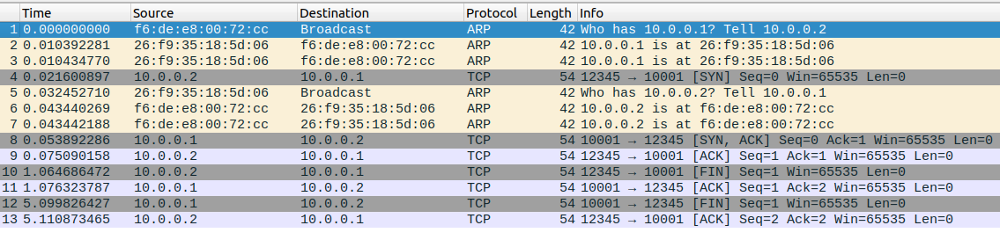 Time Source Destination Protocol Length Info
1 0.000000000 f6:de:e8:00:72:cc Broadcast ARP 42 Who has 10.0.0.1? Tell 10.0.0.2
2 0.010392281 26:f9:35:18:5d:06 f6:de:e8:00:72:cc ARP 42 10.0.0.1 is at 26:f9:35:18:5d:06
3 0.010434770 26:f9:35:18:5d:06 f6:de:e8:00:72:cc ARP 42 10.0.0.1 is at 26:f9:35:18:5d:06
4 0.021600897 10.0.0.2 10.0.0.1 TCP 54 12345 → 10001 [SYN] Seq=0 Win=65535 Len=0
5 0.032452710 26:f9:35:18:5d:06 Broadcast ARP 42 Who has 10.0.0.2? Tell 10.0.0.1
6 0.043440269 f6:de:e8:00:72:cc 26:f9:35:18:5d:06 ARP 42 10.0.0.2 is at f6:de:e8:00:72:cc
7 0.043442188 f6:de:e8:00:72:cc 26:f9:35:18:5d:06 ARP 42 10.0.0.2 is at f6:de:e8:00:72:cc
8 0.053892286 10.0.0.1 10.0.0.2 TCP 54 10001 → 12345 [SYN, ACK] Seq=0 Ack=1 Win=65535 Len=0
9 0.075090158 10.0.0.2 10.0.0.1 TCP 54 12345 → 10001 [ACK] Seq=1 Ack=1 Win=65535 Len=0
10 1.064686472 10.0.0.2 10.0.0.1 TCP 54 12345 → 10001 [FIN] Seq=1 Win=65535 Len=0
11 1.076323787 10.0.0.1 10.0.0.2 TCP 54 10001 → 12345 [ACK] Seq=1 Ack=2 Win=65535 Len=0
12 5.099826427 10.0.0.1 10.0.0.2 TCP 54 10001 → 12345 [FIN] Seq=1 Win=65535 Len=0
13 5.110873465 10.0.0.2 10.0.0.1 TCP 54 12345 → 10001 [ACK] Seq=2 Ack=2 Win=65535 Len=0